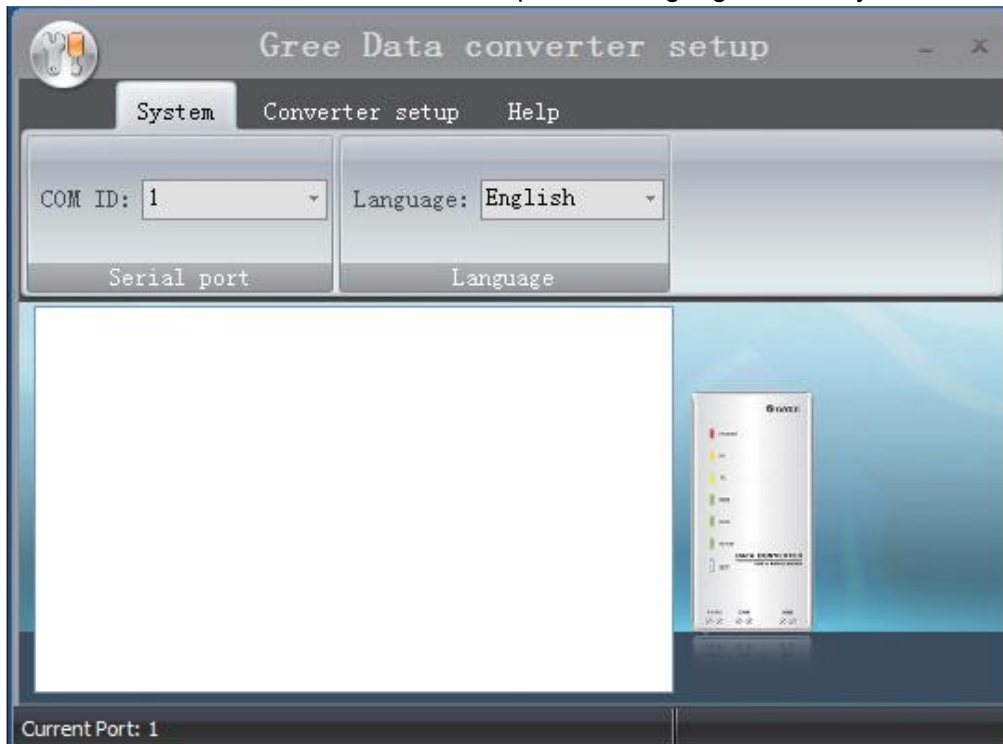 Gree Data converter setup
System Converter setup Help
COM ID: 1 Language: English
Serial port Language
GREE
DATA CONVERTER
Current Port: 1